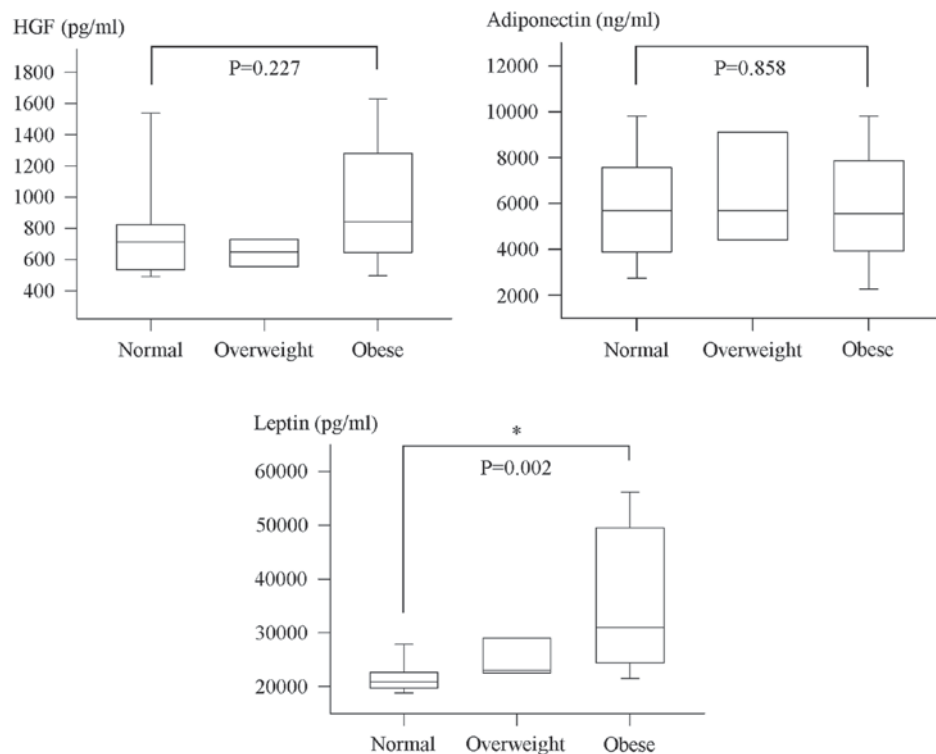 HGF (pg/ml)
P=0.227
1800
1600
1400
1200
1000
800
600
400
Normal Overweight Obese
Adiponectin (ng/ml)
P=0.858
12000
10000
8000
6000
4000
2000
Normal Overweight Obese
Leptin (pg/ml)
*
P=0.002
60000
50000
40000
30000
20000
Normal Overweight Obese